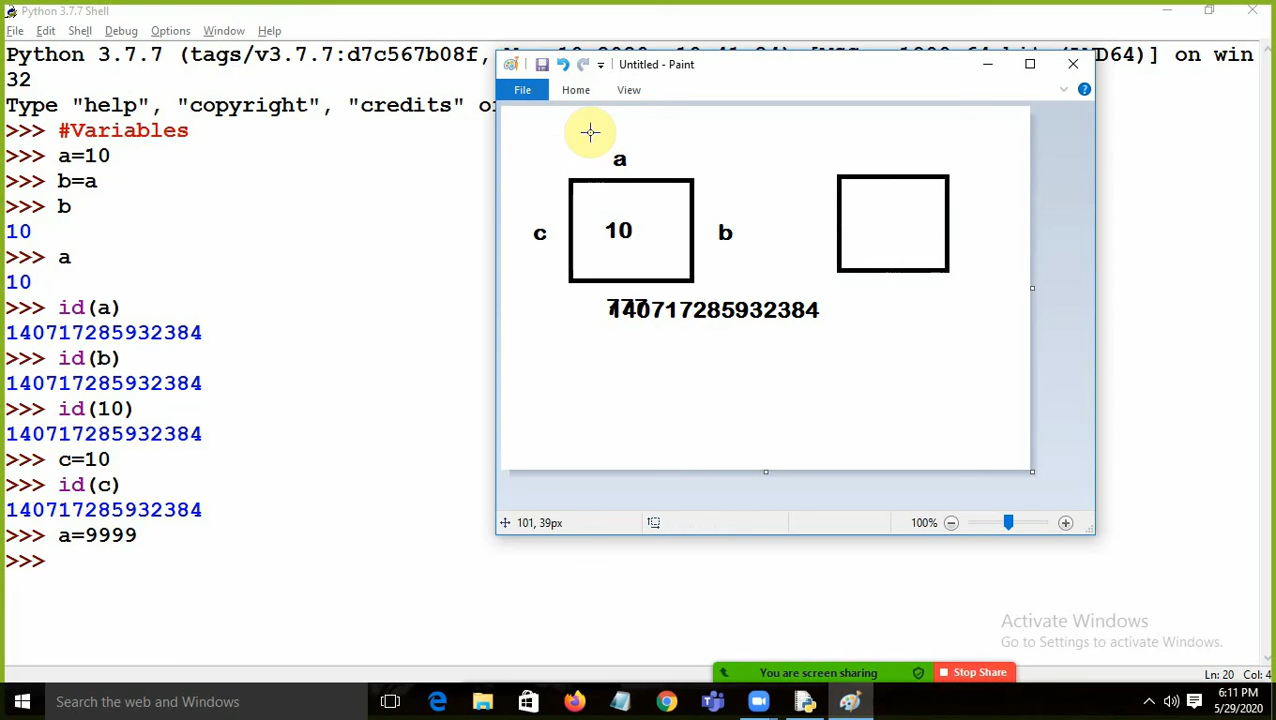 Python 3.7.7 Shell
File Edit Shell Debug Options Window Help
Python 3.7.7 (tags/v3.7.7:d7c567b08f,
on win
32
Type "help", "copyright", "credits" or
>>> #Variables
>>> a=10
>>> b=a
>>> b
10
>>> a
10
>>> id(a)
140717285932384
>>> id(b)
140717285932384
>>> id(10)
140717285932384
>>> c=10
>>> id(c)
140717285932384
>>> a=9999
>>>
Untitled - Paint
File Home View
a
c 10 b
777
140717285932384
101, 39px
100%
Activate Windows
Go to Settings to activate Windows.
You are screen sharing Stop Share
Ln: 20 Col: 4
Search the web and Windows
6:11 PM
5/29/2020